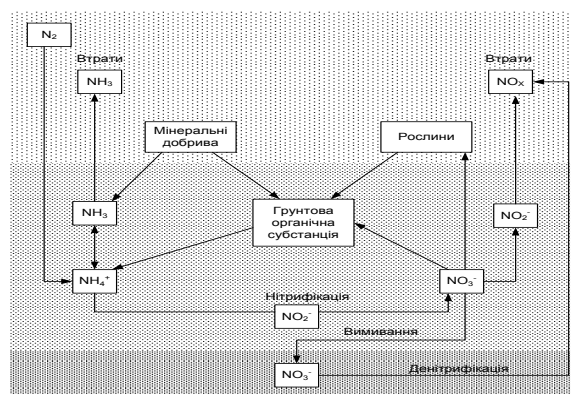 N₂
Втрати
Втрати
NH₃
NOₓ
Мінеральні
добрива
Рослини
NH₃
Грунтова
органічна
субстанція
NO₂⁻
NH₄⁺
NO₃⁻
Нітрифікація
NO₂⁻
Вимивання
NO₃⁻
Денітрифікація